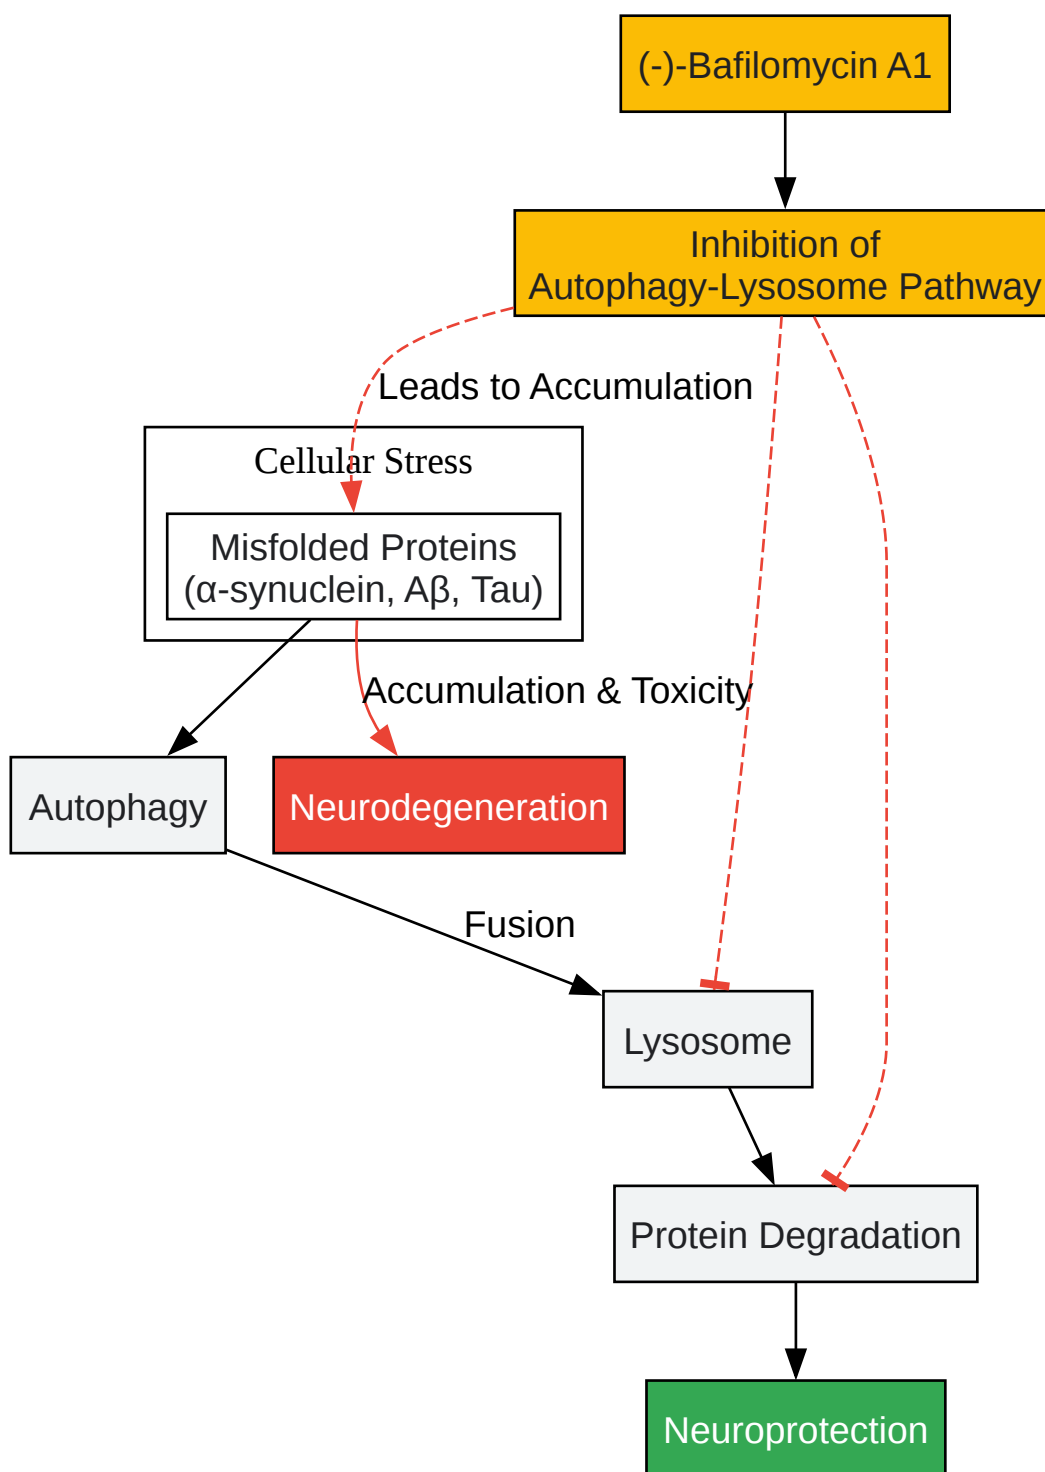 (-)-Bafilomycin A1
Inhibition of
Autophagy-Lysosome Pathway
Leads to Accumulation
Cellular Stress
Misfolded Proteins
(α-synuclein, Aβ, Tau)
Accumulation & Toxicity
Autophagy
Neurodegeneration
Fusion
Lysosome
Protein Degradation
Neuroprotection